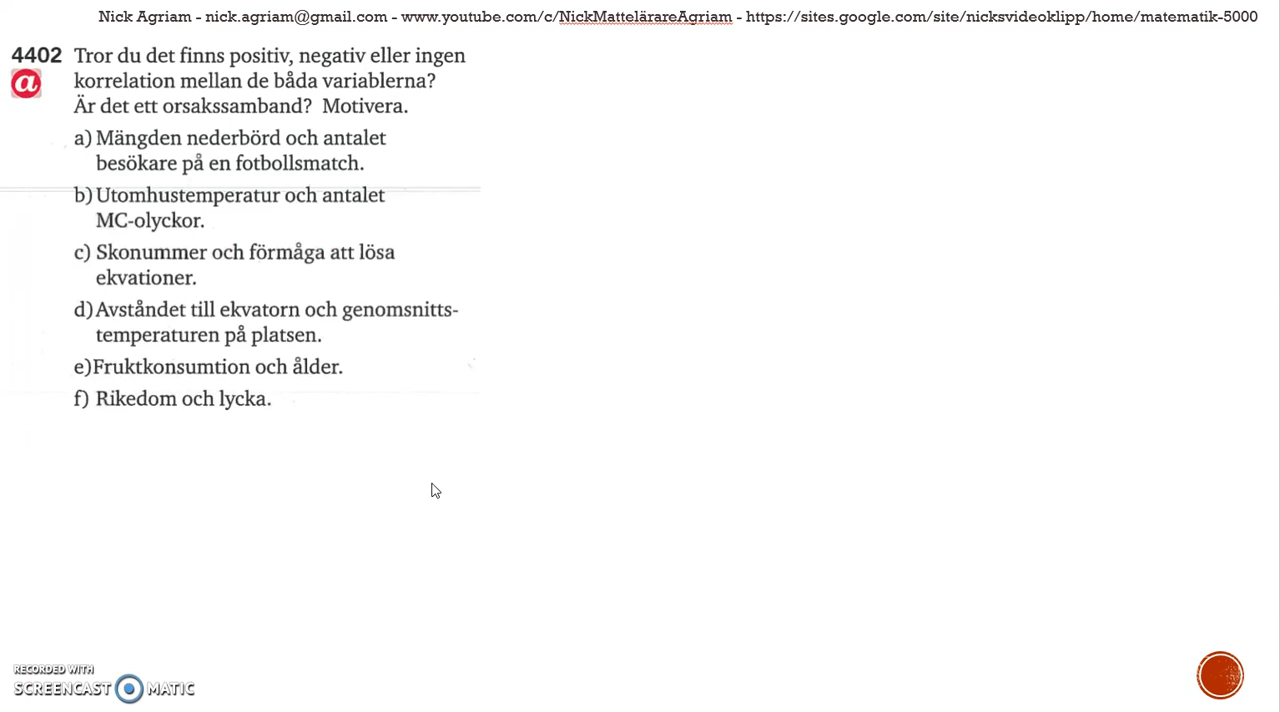 Nick Agriam - nick.agriam@gmail.com - www.youtube.com/c/NickMattelärareAgriam - https://sites.google.com/site/nicksvideoklipp/home/matematik-5000
4402 Tror du det finns positiv, negativ eller ingen
a korrelation mellan de båda variablerna?
Är det ett orsakssamband? Motivera.
a) Mängden nederbörd och antalet
besökare på en fotbollsmatch.
b) Utomhustemperatur och antalet
MC-olyckor.
c) Skonummer och förmåga att lösa
ekvationer.
d) Avståndet till ekvatorn och genomsnitts-
temperaturen på platsen.
e) Fruktkonsumtion och ålder.
f) Rikedom och lycka.
RECORDED WITH
SCREENCAST MATIC